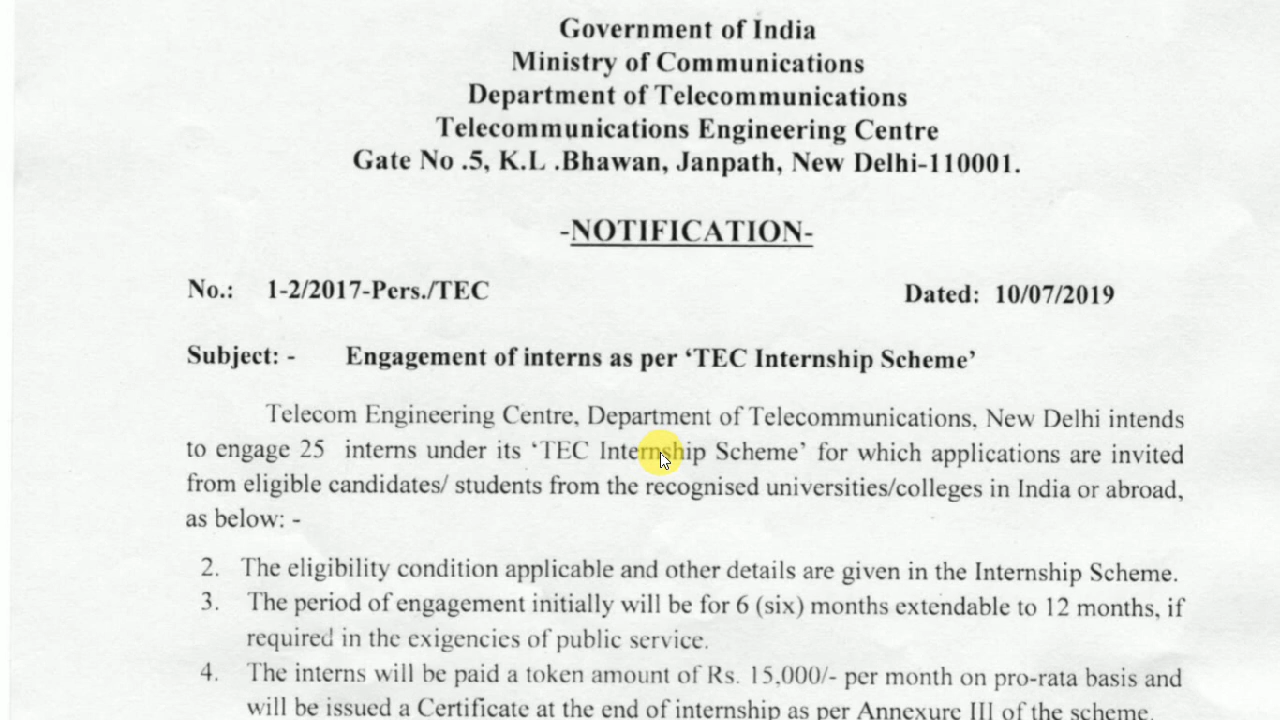 Government of India
Ministry of Communications
Department of Telecommunications
Telecommunications Engineering Centre
Gate No .5, K.L .Bhawan, Janpath, New Delhi-110001.
-NOTIFICATION-
No.: 1-2/2017-Pers./TEC Dated: 10/07/2019
Subject: - Engagement of interns as per ‘TEC Internship Scheme’
Telecom Engineering Centre, Department of Telecommunications, New Delhi intends
to engage 25 interns under its ‘TEC Internship Scheme’ for which applications are invited
from eligible candidates/ students from the recognised universities/colleges in India or abroad,
as below: -
2. The eligibility condition applicable and other details are given in the Internship Scheme.
3. The period of engagement initially will be for 6 (six) months extendable to 12 months, if
required in the exigencies of public service.
4. The interns will be paid a token amount of Rs. 15,000/- per month on pro-rata basis and
will be issued a Certificate at the end of internship as per Annexure III of the scheme.